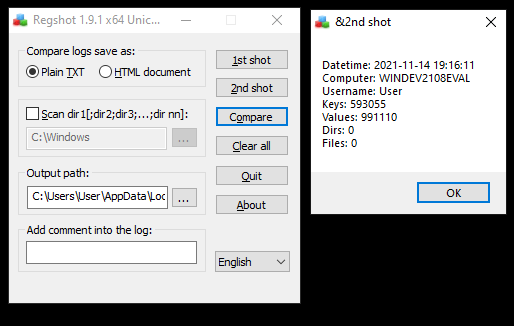 Regshot 1.9.1 x64 Unic...
Compare logs save as:
Plain TXT
HTML document
Scan dir1[;dir2;dir3;...;dir nn]:
C:\Windows
...
Output path:
C:\Users\User\AppData\Loc
...
Add comment into the log:
1st shot
2nd shot
Compare
Clear all
Quit
About
English
&2nd shot
Datetime: 2021-11-14 19:16:11
Computer: WINDEV2108EVAL
Username: User
Keys: 593055
Values: 991110
Dirs: 0
Files: 0
OK